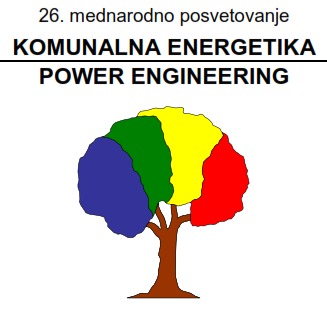 26. mednarodno posvetovanje
KOMUNALNA ENERGETIKA
POWER ENGINEERING